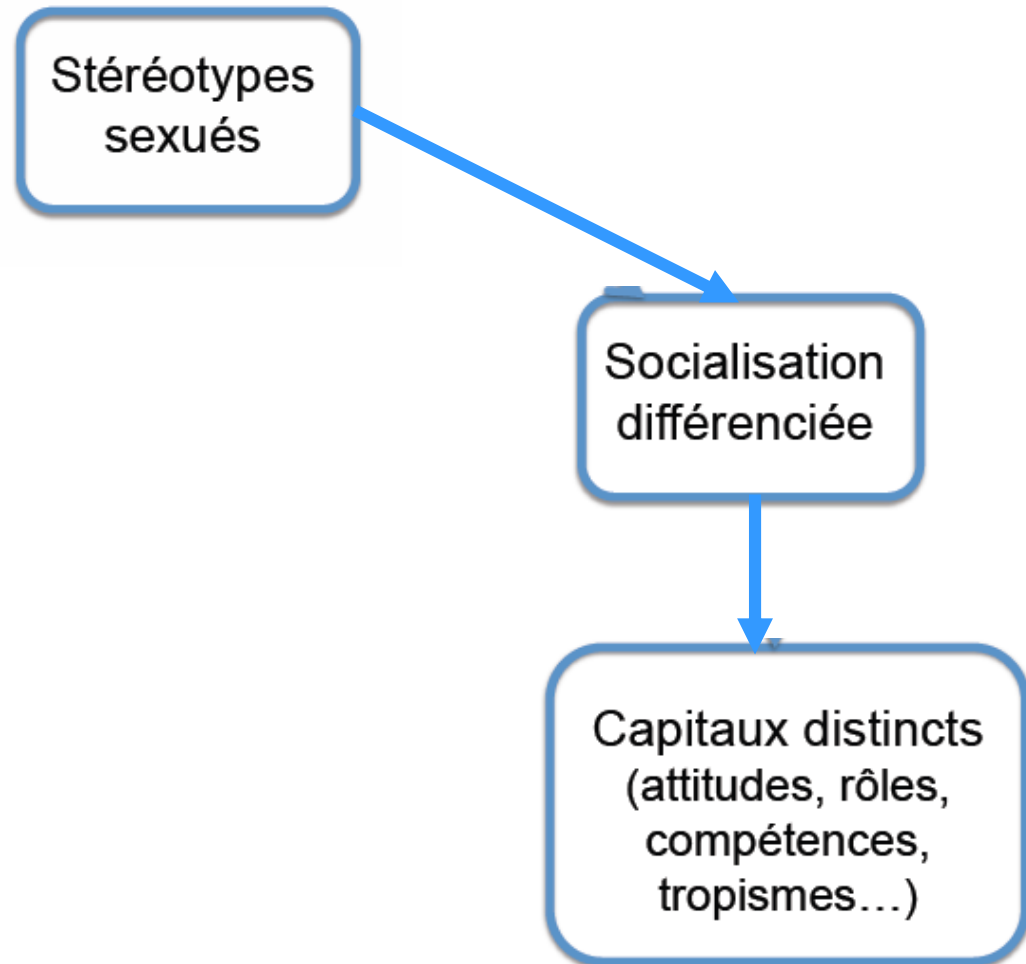 Stéréotypes
sexués
Socialisation
différenciée
Capitaux distincts
(attitudes, rôles,
compétences,
tropismes…)